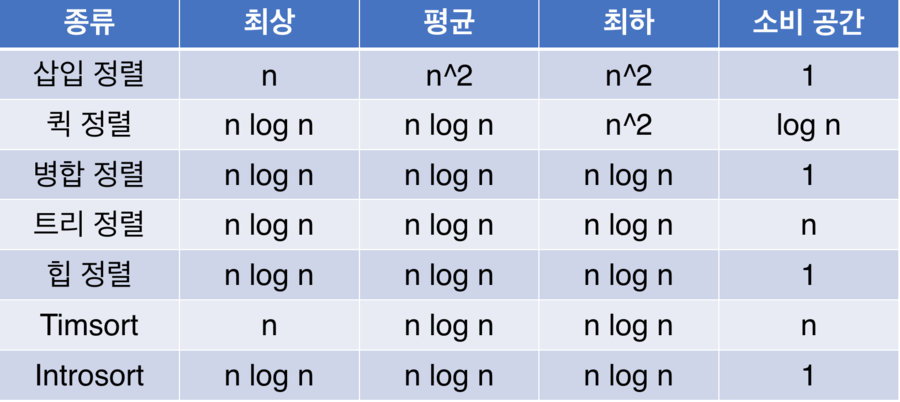 종류 최상 평균 최하 소비 공간
삽입 정렬 n n^2 n^2 1
퀵 정렬 n log n n log n n^2 log n
병합 정렬 n log n n log n n log n 1
트리 정렬 n log n n log n n log n n
힙 정렬 n log n n log n n log n 1
Timsort n n log n n log n n
Introsort n log n n log n n log n 1